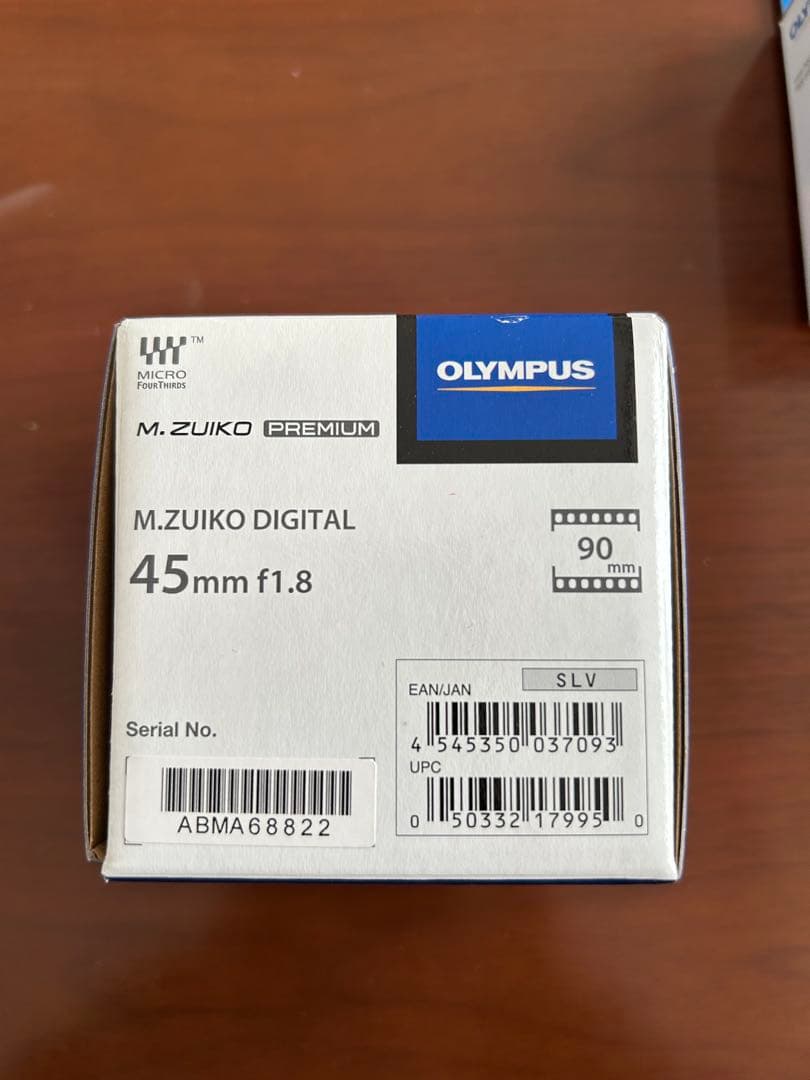 TM
MICRO
FOURTHIRDS
OLYMPUS
M.ZUIKO PREMIUM
M.ZUIKO DIGITAL
45mm f1.8
90
mm
EAN/JAN
SLV
4 545350 037093
Serial No.
UPC
ABMA68822
0 50332 17995 0